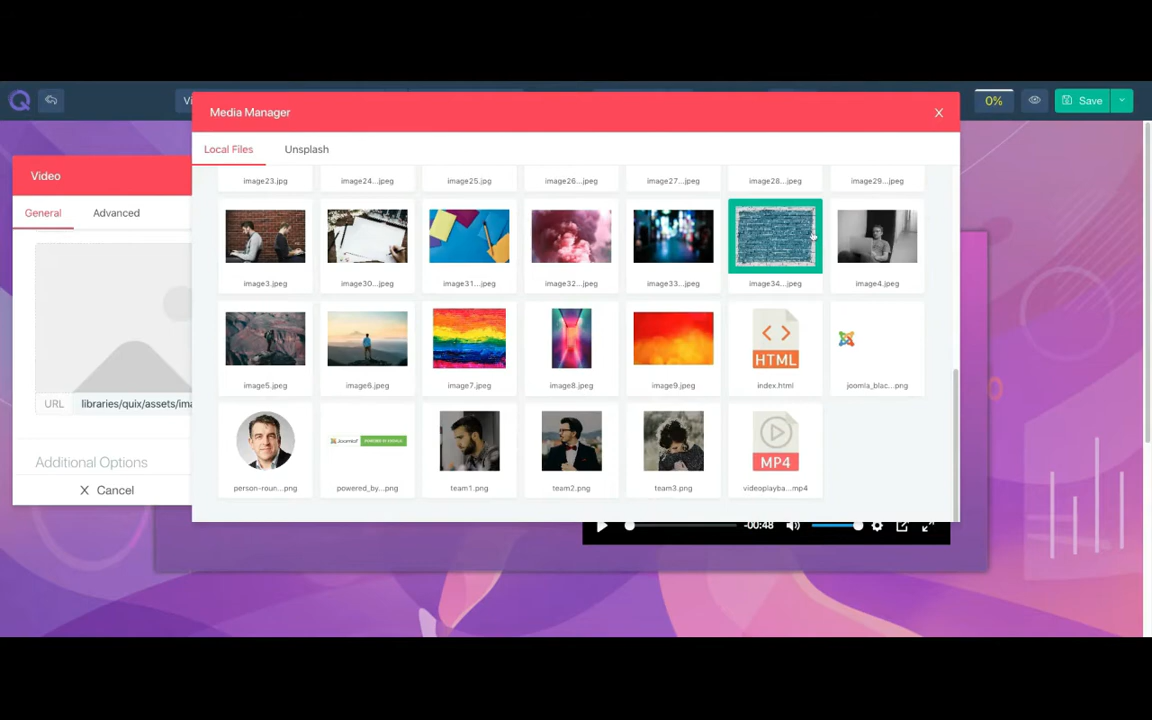 Vi
0%
Save
Media Manager
Local Files
Unsplash
image23.jpg
image24...jpeg
image25.jpg
image26...jpeg
image27...jpeg
image28...jpeg
image29...jpeg
image3.jpeg
image30...jpeg
image31...jpeg
image32...jpeg
image33...jpeg
image34...jpeg
image4.jpeg
image5.jpeg
image6.jpeg
image7.jpeg
image8.jpeg
image9.jpeg
HTML
index.html
joomla_blac...png
person-roun...png
Joomla!
powered_by...png
team1.png
team2.png
team3.png
MP4
videoplayba...mp4
Video
General
Advanced
URL
libraries/quix/assets/ima
Additional Options
Cancel
-00:48